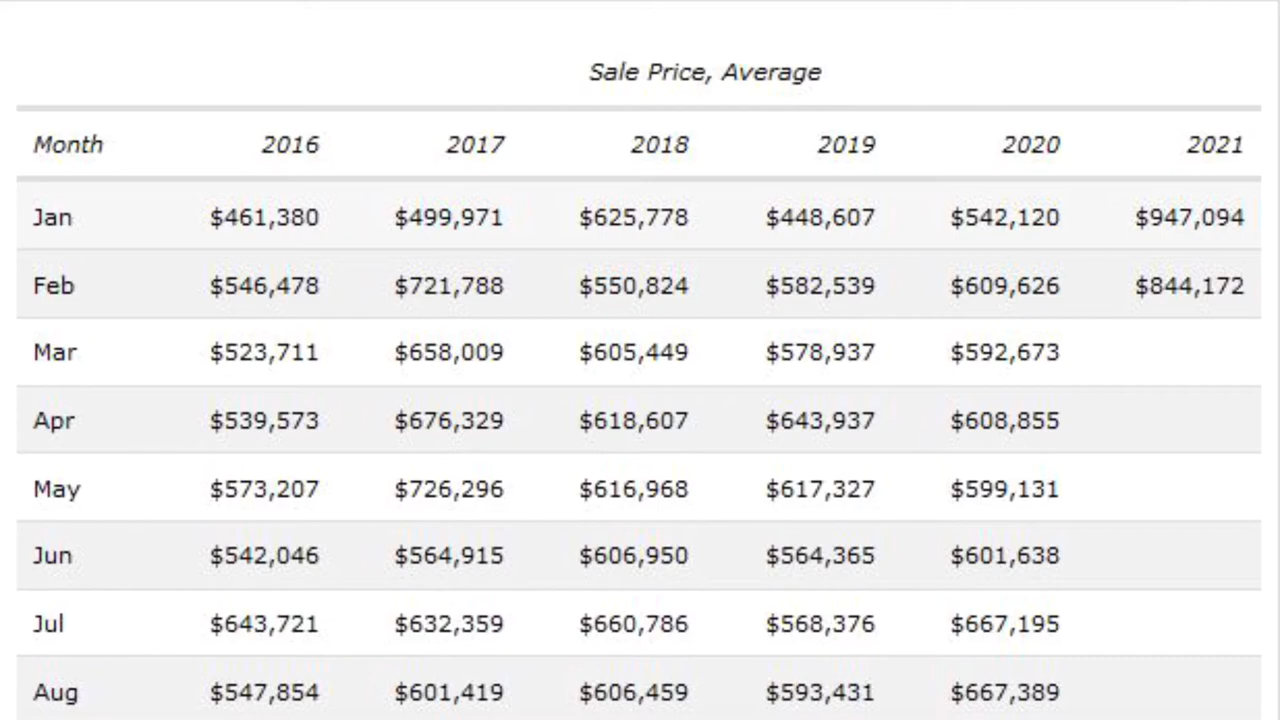 Sale Price, Average
Month 2016 2017 2018 2019 2020 2021
Jan $461,380 $499,971 $625,778 $448,607 $542,120 $947,094
Feb $546,478 $721,788 $550,824 $582,539 $609,626 $844,172
Mar $523,711 $658,009 $605,449 $578,937 $592,673
Apr $539,573 $676,329 $618,607 $643,937 $608,855
May $573,207 $726,296 $616,968 $617,327 $599,131
Jun $542,046 $564,915 $606,950 $564,365 $601,638
Jul $643,721 $632,359 $660,786 $568,376 $667,195
Aug $547,854 $601,419 $606,459 $593,431 $667,389